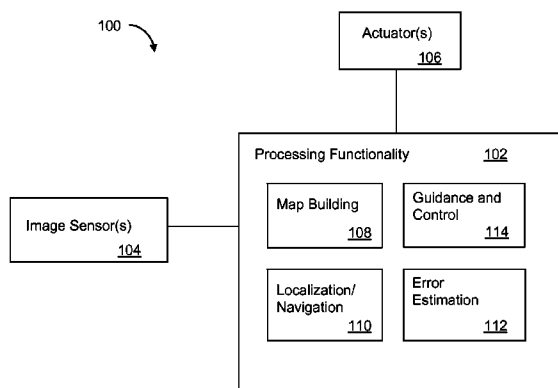 100
Actuator(s)
106
Processing Functionality 102
Image Sensor(s)
104
Map Building
108
Guidance and
Control
114
Localization/
Navigation
110
Error
Estimation
112